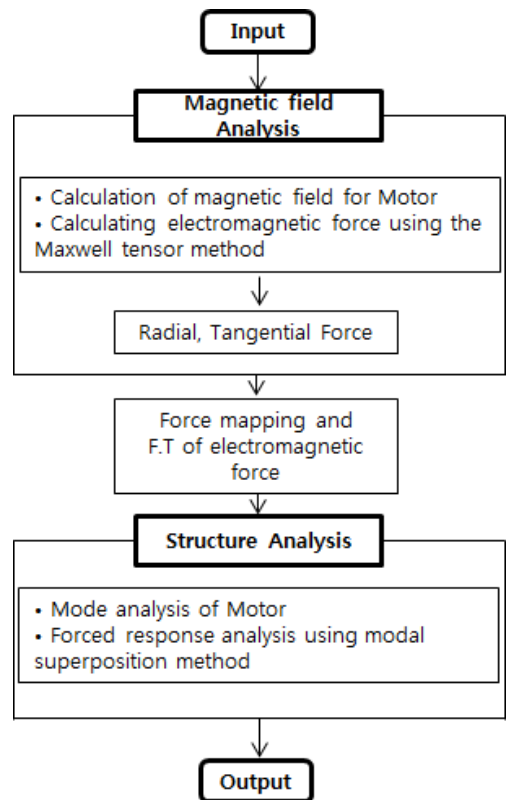 Input
Magnetic field
Analysis
• Calculation of magnetic field for Motor
• Calculating electromagnetic force using the
Maxwell tensor method
Radial, Tangential Force
Force mapping and
F.T of electromagnetic
force
Structure Analysis
• Mode analysis of Motor
• Forced response analysis using modal
superposition method
Output